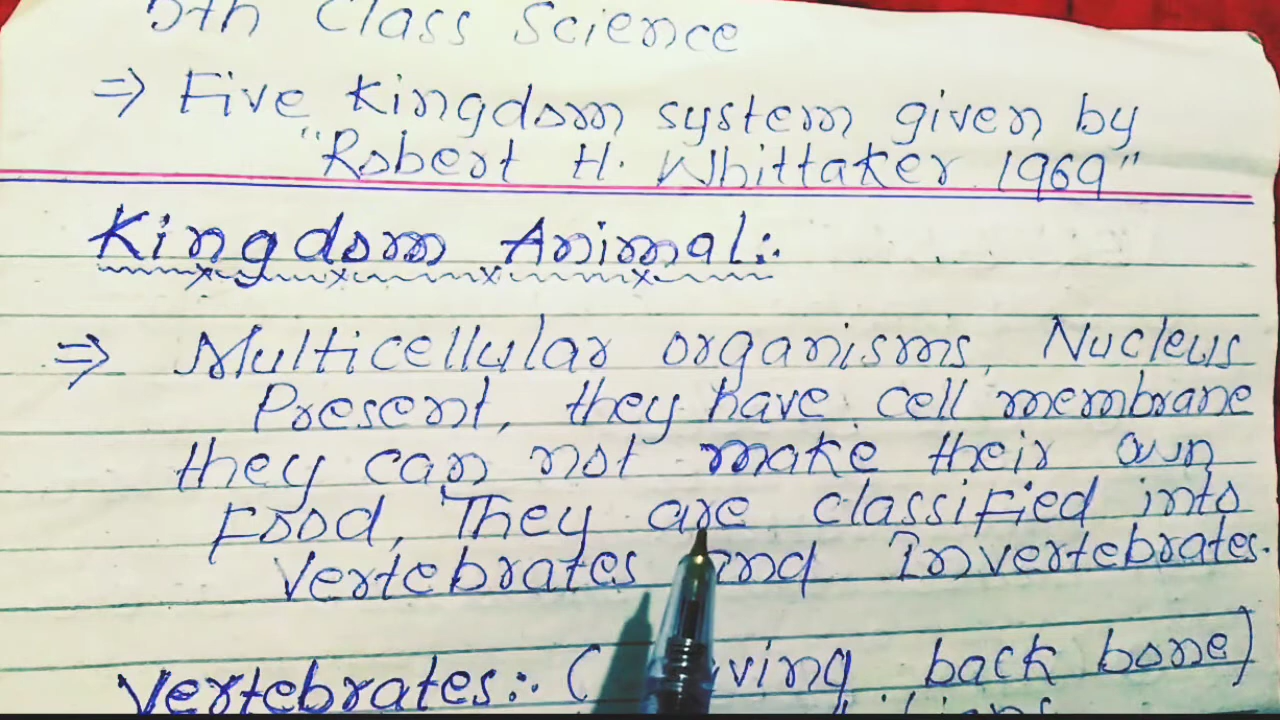 5th Class Science
⇒ Five Kingdom system given by
"Robert H. Whittaker 1969"
Kingdom Animal:
⇒ Multicellular organisms, Nucleus
Present, they have cell membrane
they can not make their own
Food, They are classified into
Vertebrates and Invertebrates.
Vertebrates: ( back bone)